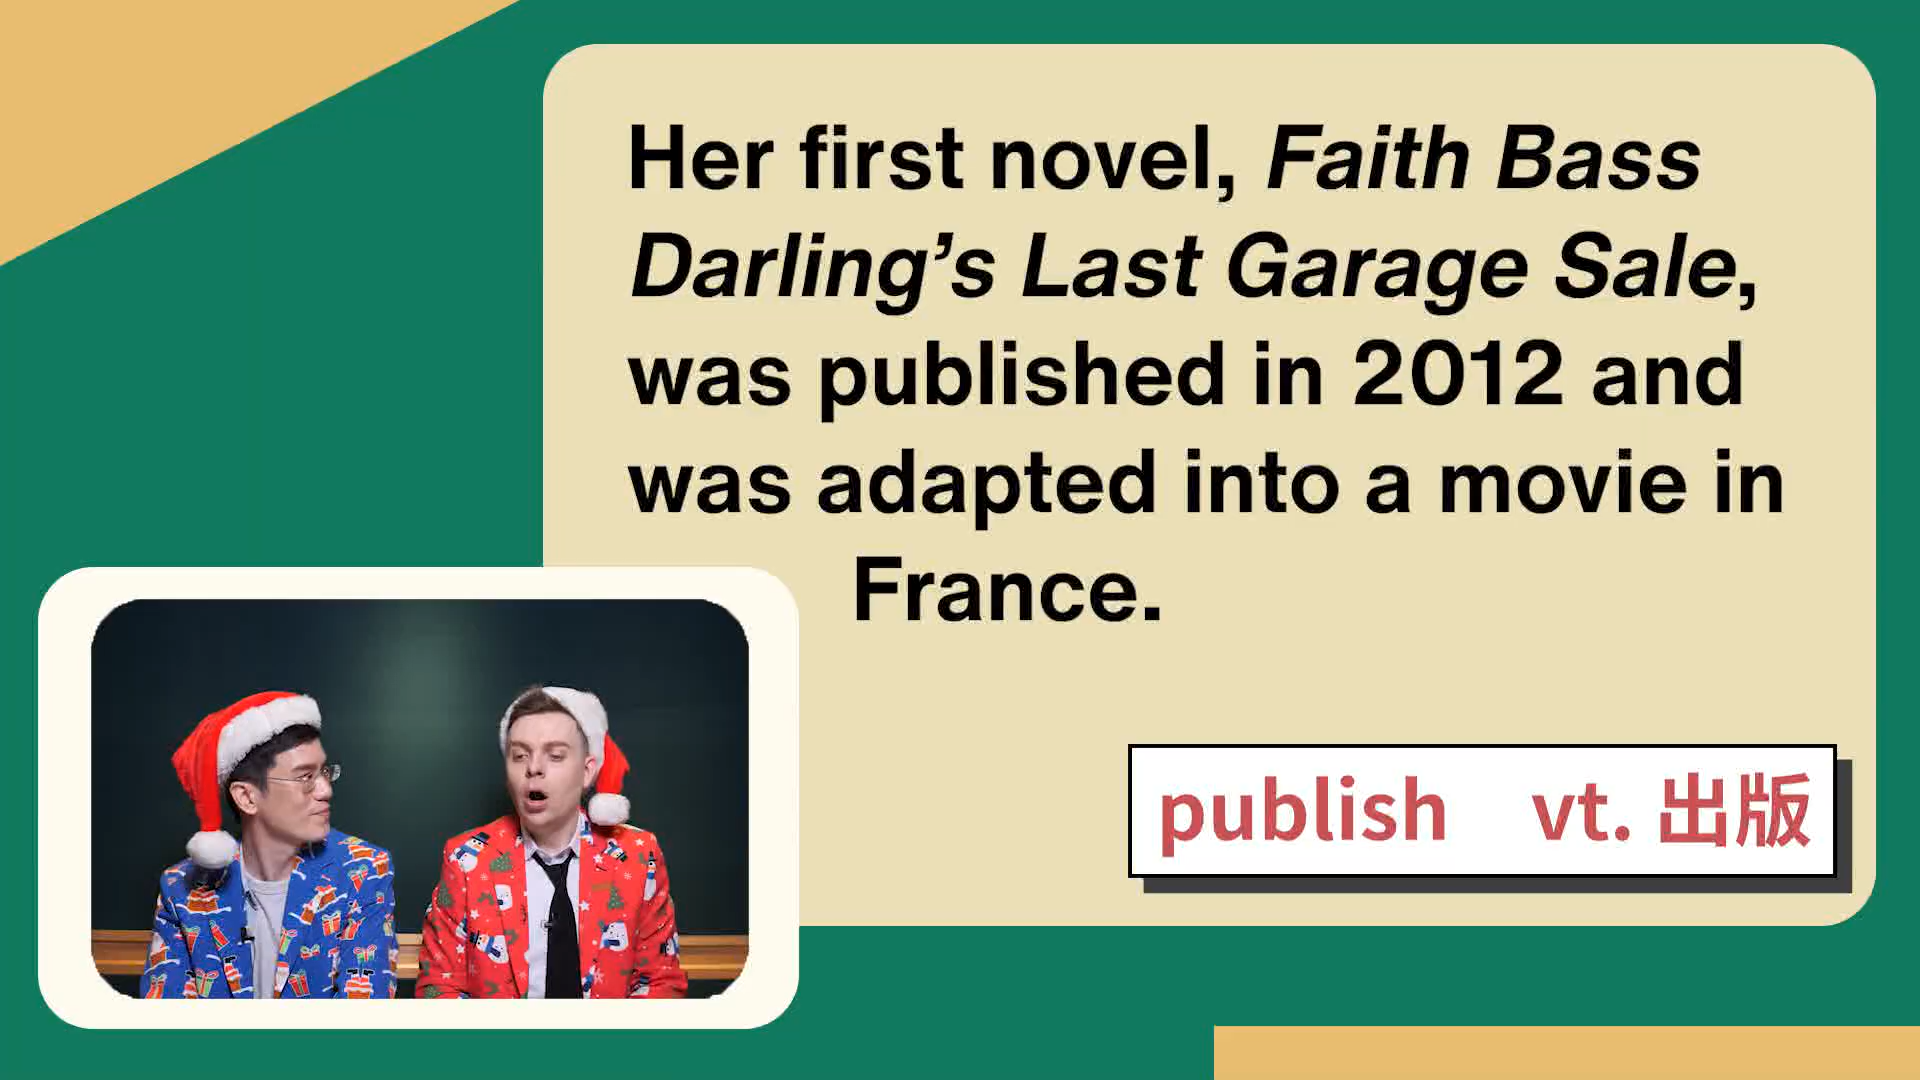 Her first novel, Faith Bass
Darling’s Last Garage Sale,
was published in 2012 and
was adapted into a movie in
France.
publish vt. 出版